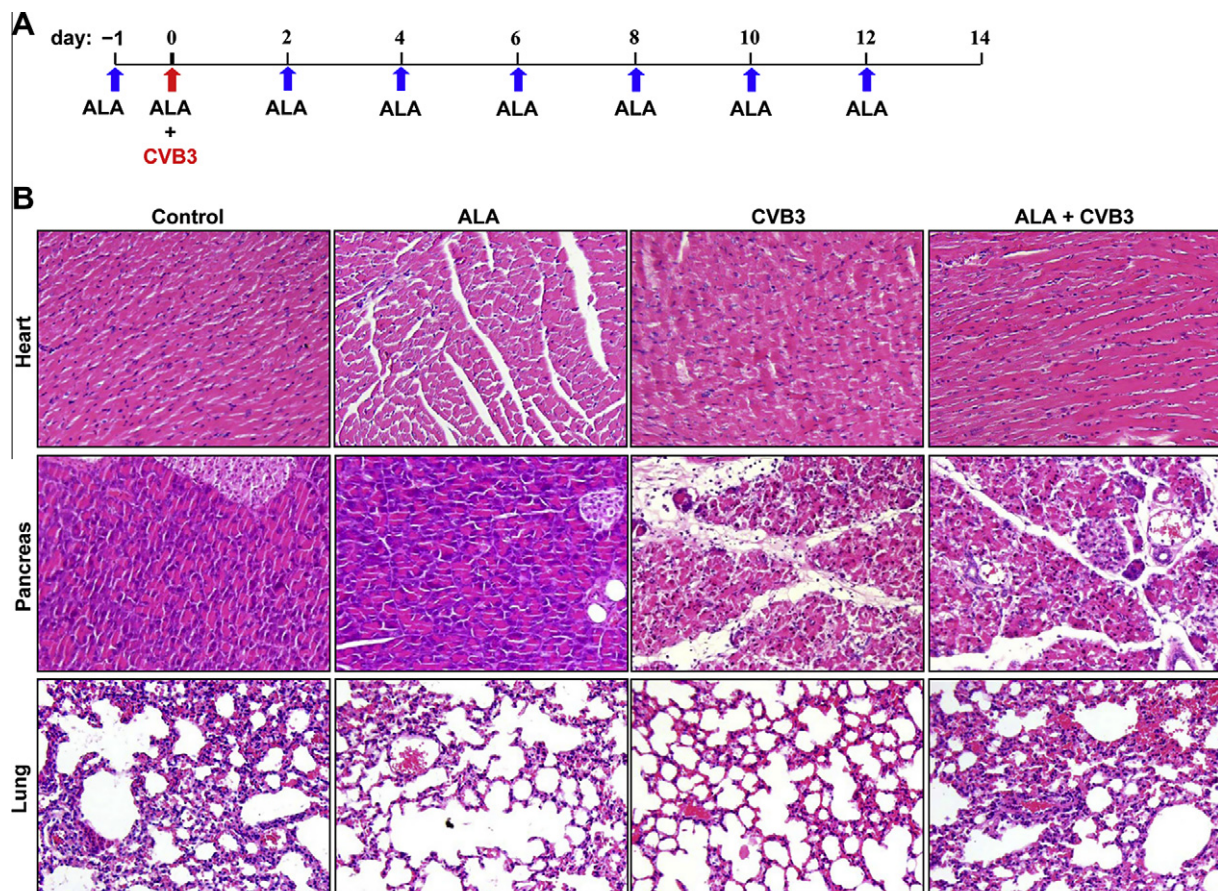 A
day: −1 0 2 4 6 8 10 12 14
ALA ALA ALA ALA ALA ALA ALA ALA
+
CVB3
B
Control ALA CVB3 ALA + CVB3
Heart
Pancreas
Lung